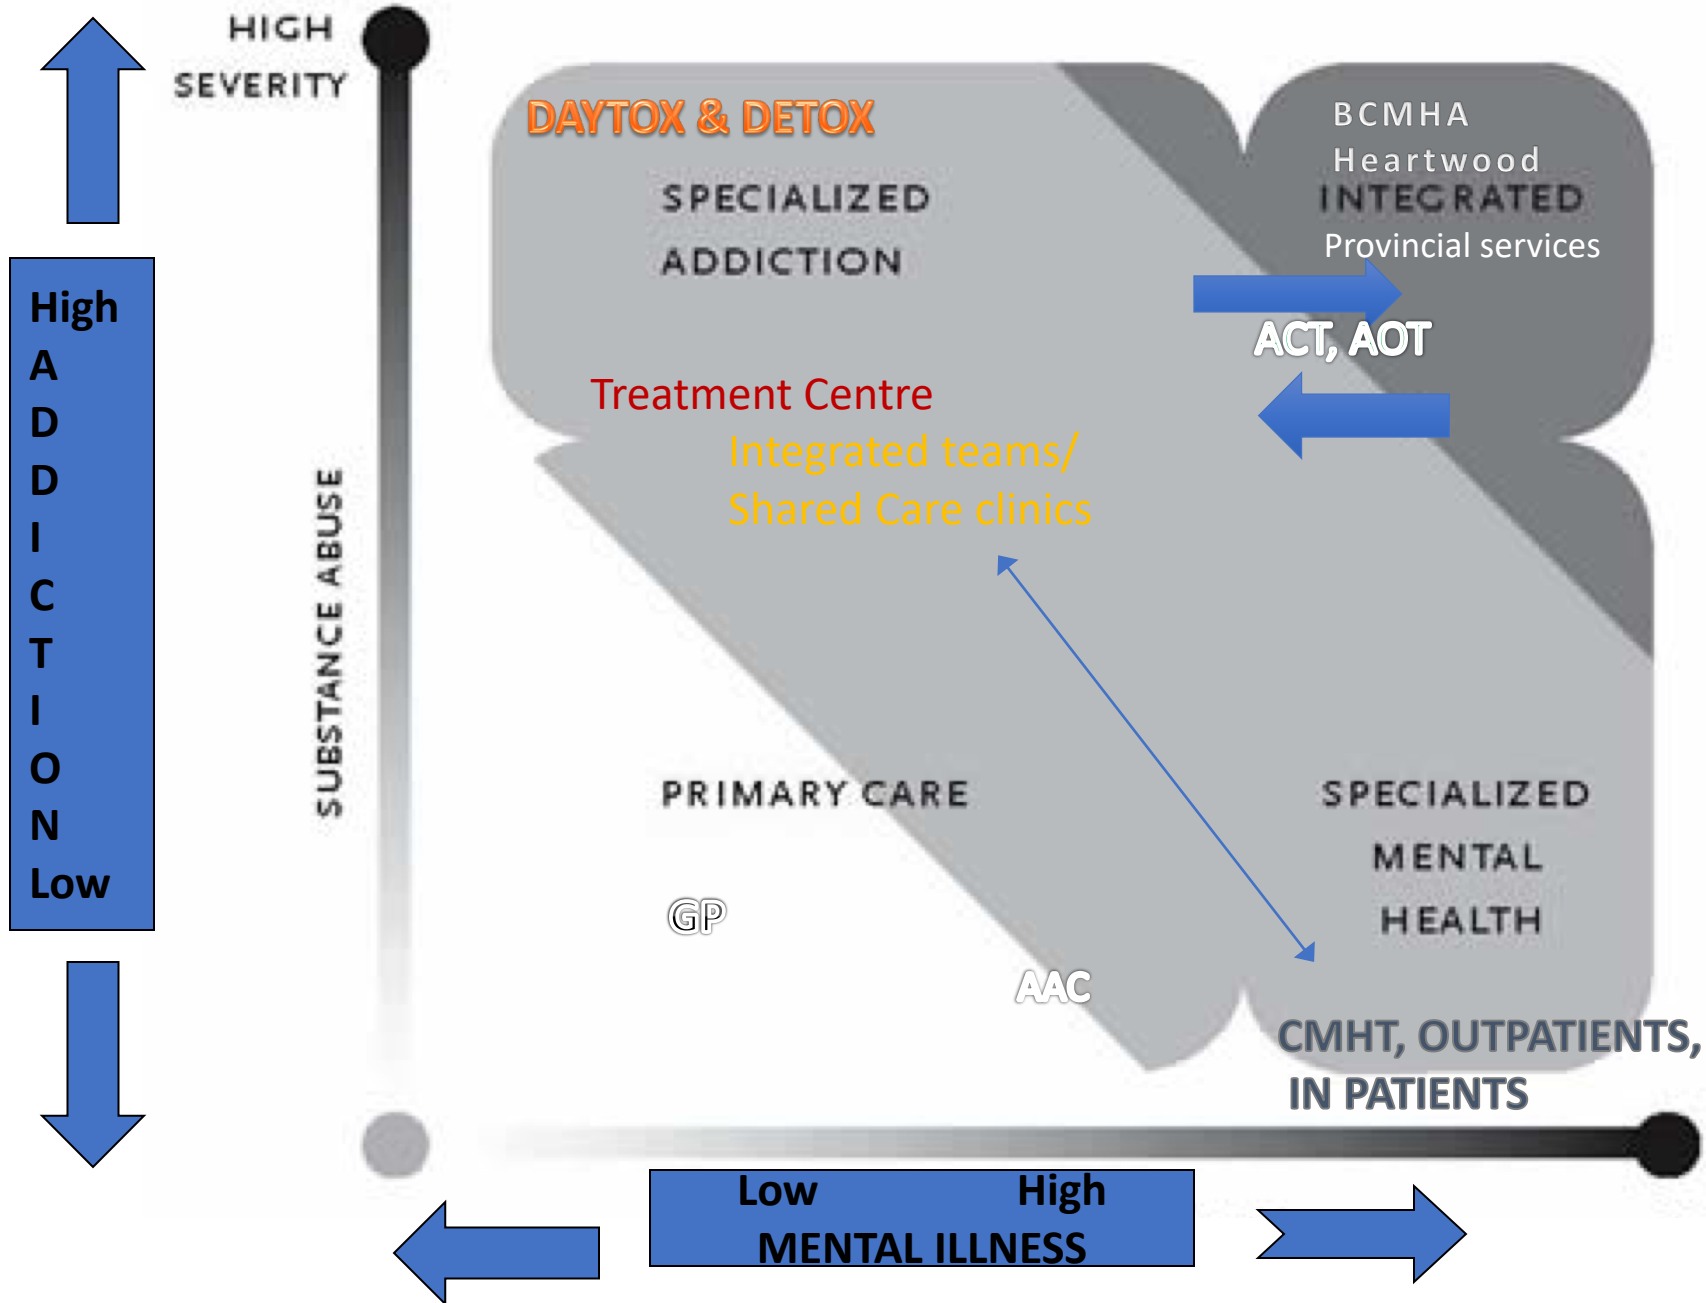 HIGH
SEVERITY
DAYTOX & DETOX
SPECIALIZED
ADDICTION
BCMHA
Heartwood
INTEGRATED
Provincial services
ACT, AOT
Treatment Centre
Integrated teams/
Shared Care clinics
High
A
D
D
I
C
T
I
O
N
Low
SUBSTANCE ABUSE
PRIMARY CARE
GP
AAC
SPECIALIZED
MENTAL
HEALTH
CMHT, OUTPATIENTS,
IN PATIENTS
Low High
MENTAL ILLNESS